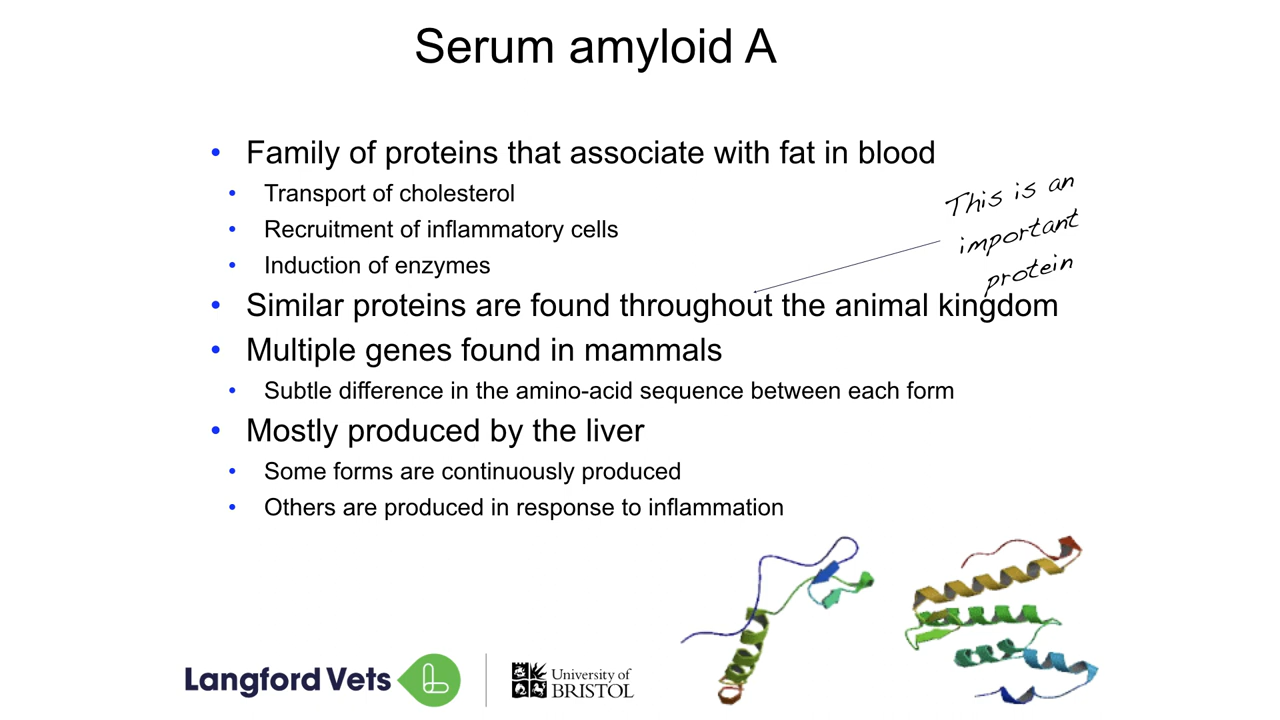 Serum amyloid A
• Family of proteins that associate with fat in blood
• Transport of cholesterol
• Recruitment of inflammatory cells
• Induction of enzymes
This is an
important
protein
• Similar proteins are found throughout the animal kingdom
• Multiple genes found in mammals
• Subtle difference in the amino-acid sequence between each form
• Mostly produced by the liver
• Some forms are continuously produced
• Others are produced in response to inflammation
Langford Vets
University of
BRISTOL